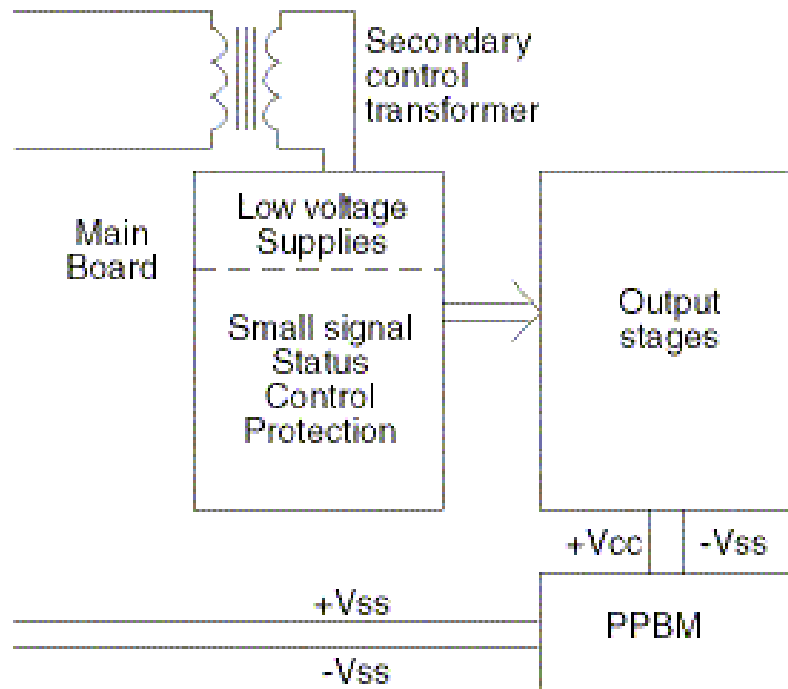 Secondary
control
transformer
Low voltage
Supplies
Main
Board
Small signal
Status
Control
Protection
Output
stages
+Vcc
-Vss
+Vss
PPBM
-Vss